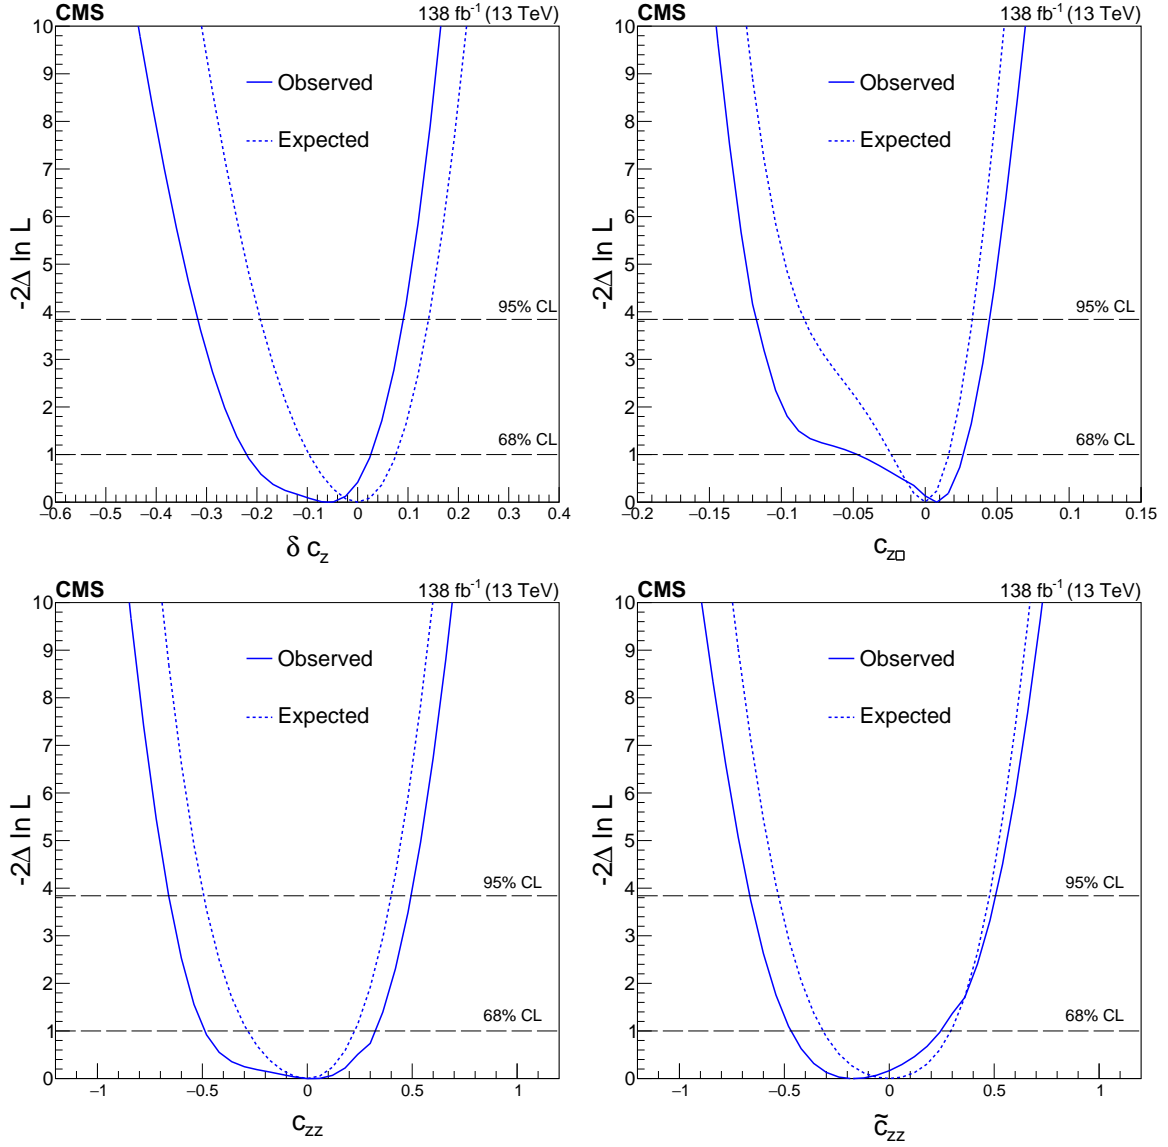 CMS 138 fb⁻¹ (13 TeV)
-2Δ ln L
10
9
8
7
6
5
4
3
2
1
0
Observed
Expected
95% CL
68% CL
−0.6 −0.5 −0.4 −0.3 −0.2 −0.1 0 0.1 0.2 0.3 0.4
δ c_z
CMS 138 fb⁻¹ (13 TeV)
-2Δ ln L
10
9
8
7
6
5
4
3
2
1
0
Observed
Expected
95% CL
68% CL
−0.2 −0.15 −0.1 −0.05 0 0.05 0.1 0.15
c_z□
CMS 138 fb⁻¹ (13 TeV)
-2Δ ln L
10
9
8
7
6
5
4
3
2
1
0
Observed
Expected
95% CL
68% CL
−1 −0.5 0 0.5 1
c_zz
CMS 138 fb⁻¹ (13 TeV)
-2Δ ln L
10
9
8
7
6
5
4
3
2
1
0
Observed
Expected
95% CL
68% CL
−1 −0.5 0 0.5 1
c̃_zz